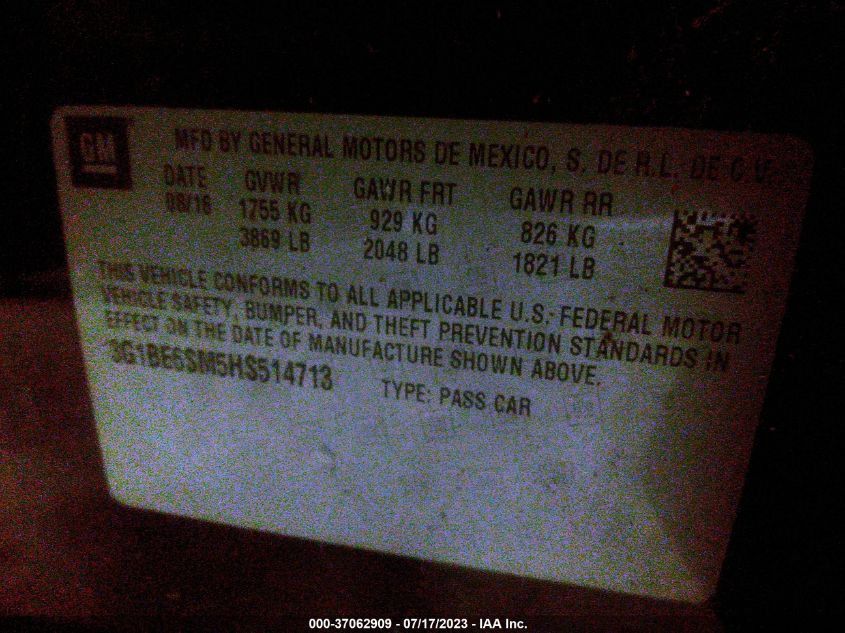 GM
MFD BY GENERAL MOTORS DE MEXICO, S. DE R.L. DE C.V.
DATE GVWR GAWR FRT GAWR RR
08/16 1755 KG 929 KG 826 KG
3869 LB 2048 LB 1821 LB
THIS VEHICLE CONFORMS TO ALL APPLICABLE U.S. FEDERAL MOTOR
VEHICLE SAFETY, BUMPER, AND THEFT PREVENTION STANDARDS IN
EFFECT ON THE DATE OF MANUFACTURE SHOWN ABOVE.
3G1BE6SM5HS514713 TYPE: PASS CAR
000-37062909 - 07/17/2023 - IAA Inc.